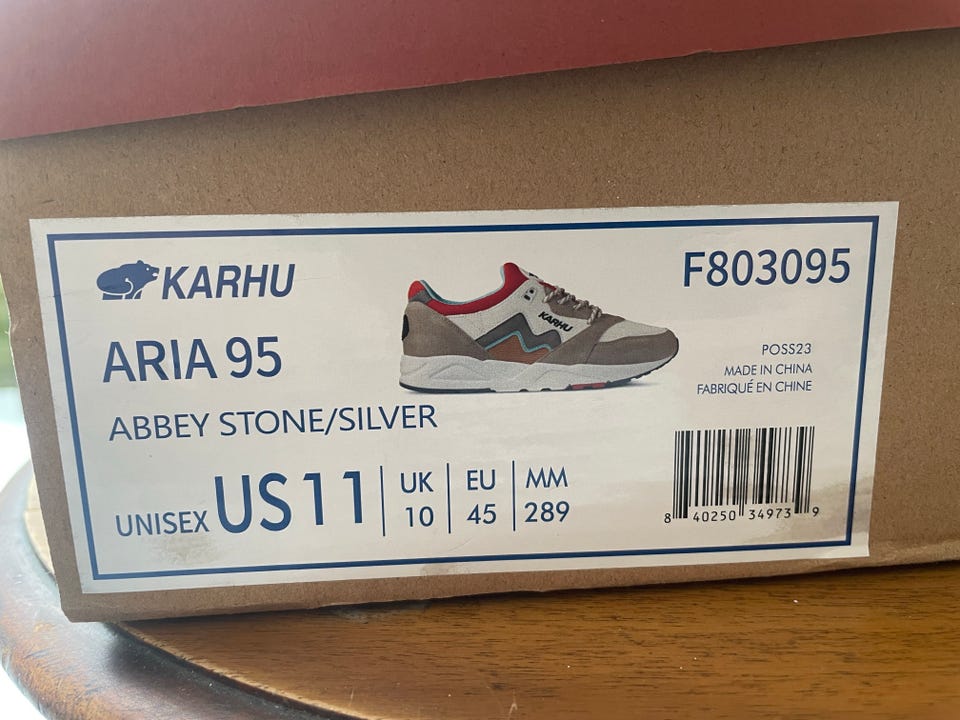 KARHU
F803095
KARHU
ARIA 95
POSS23
MADE IN CHINA
FABRIQUÉ EN CHINE
ABBEY STONE/SILVER
UNISEX US 11
UK
10
EU
45
MM
289
8 40250 34973 9